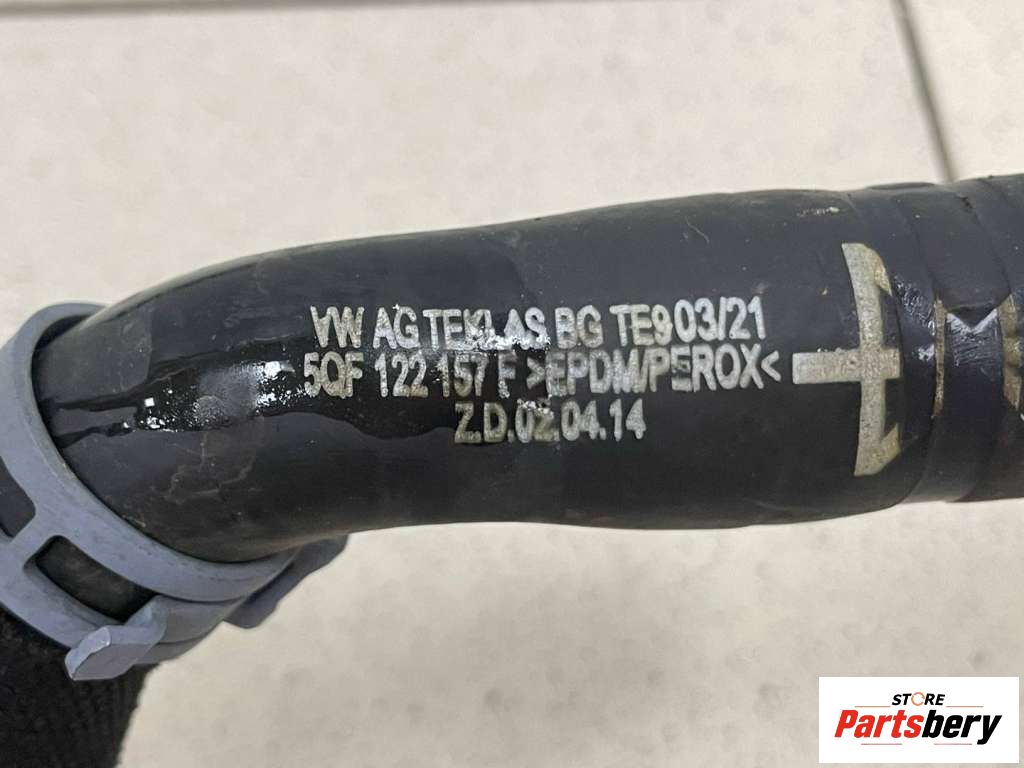 VW AG TEKLAS BG TE9 03/21
5QF 122 157 F >EPDM/PEROX<
Z.D.02.04.14
STORE
Partsbery